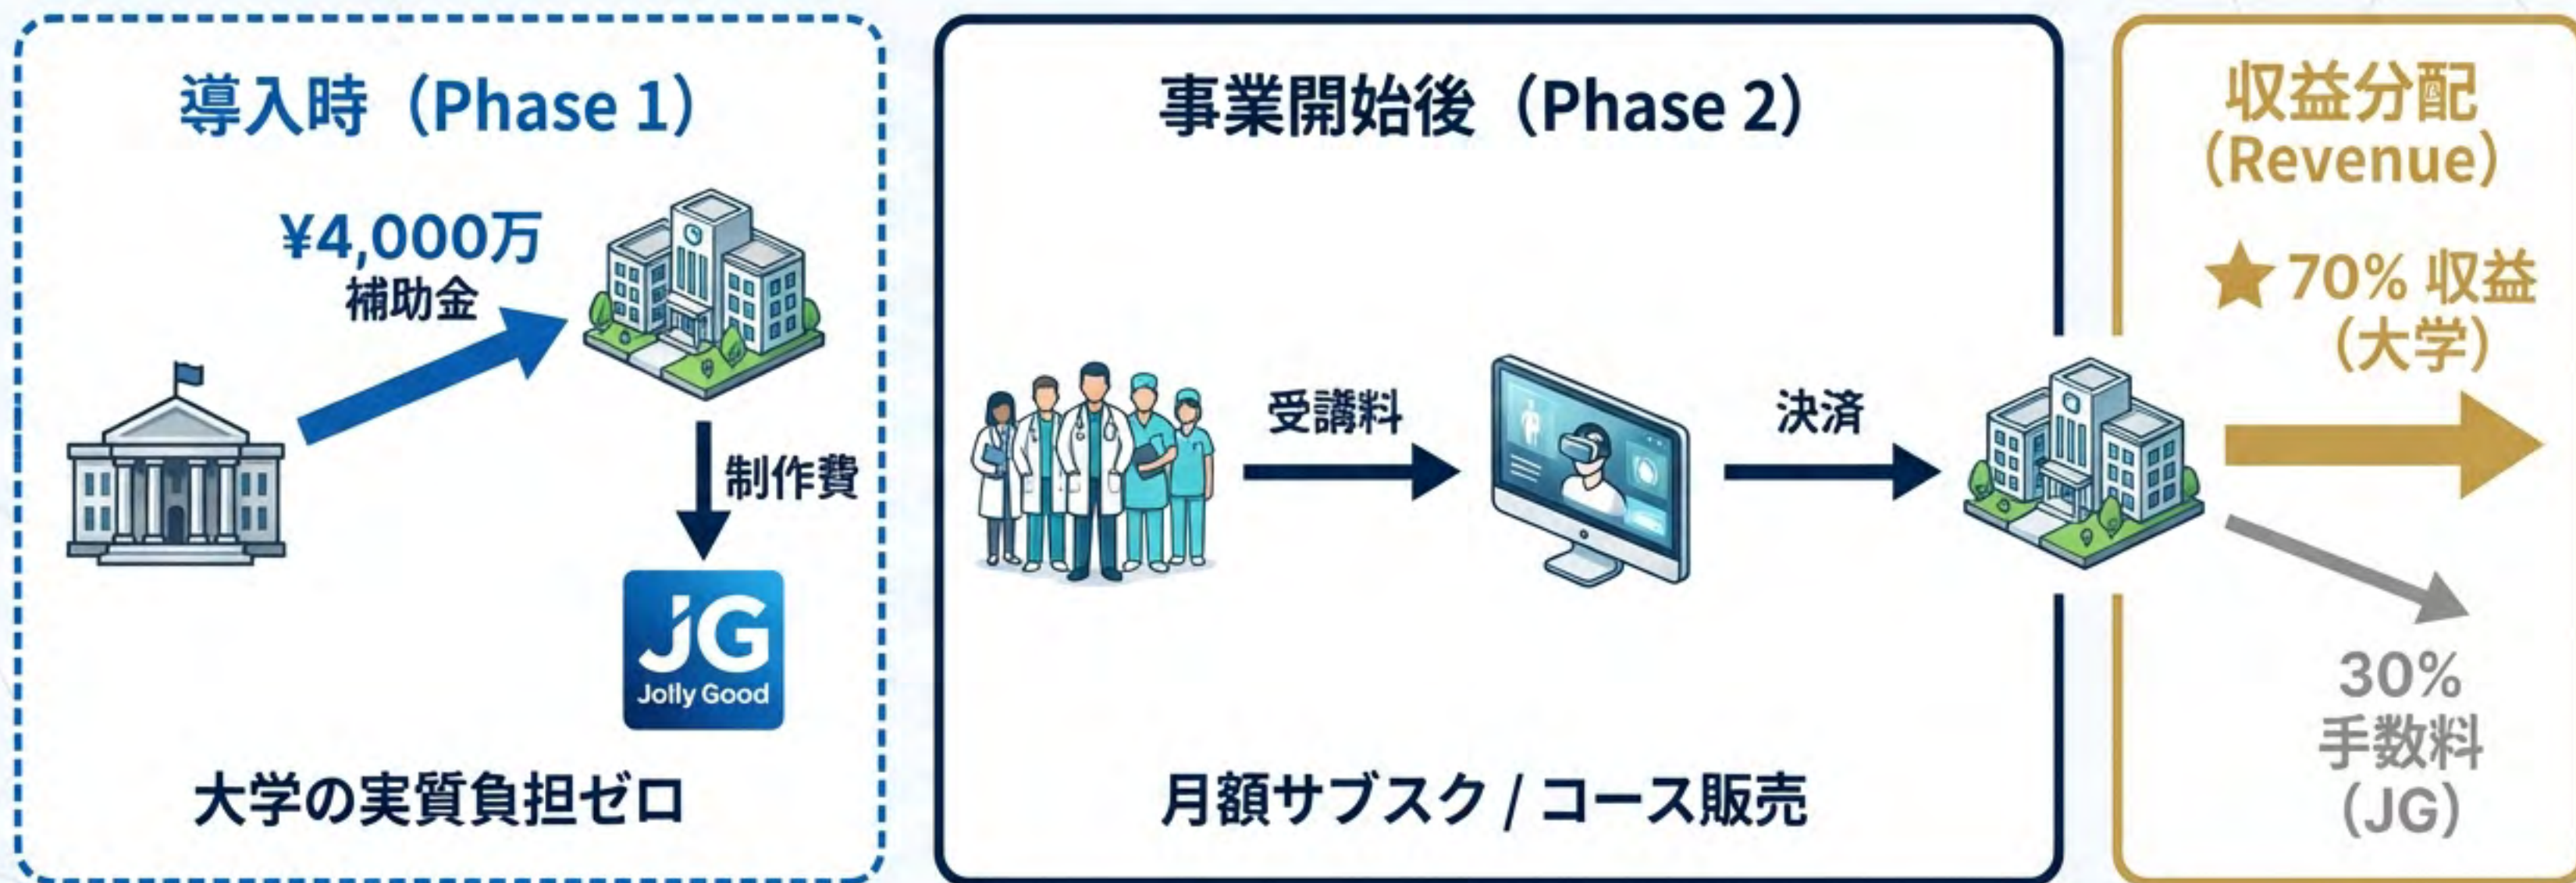 導入時（Phase 1）
¥4,000万
補助金
制作費
JG
Jolly Good
大学の実質負担ゼロ
事業開始後（Phase 2）
受講料
決済
月額サブスク / コース販売
収益分配
（Revenue）
★ 70% 収益
（大学）
30%
手数料
（JG）